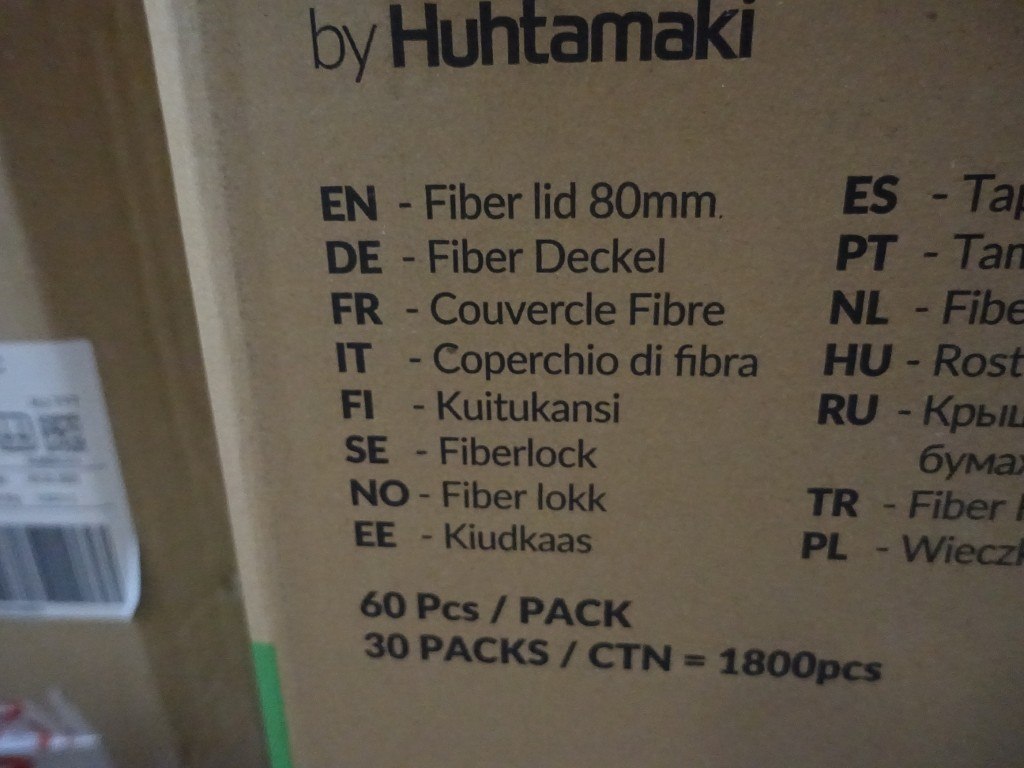 by Huhtamaki
EN - Fiber lid 80mm.
DE - Fiber Deckel
FR - Couvercle Fibre
IT - Coperchio di fibra
FI - Kuitukansi
SE - Fiberlock
NO - Fiber lokk
EE - Kiudkaas
60 Pcs / PACK
30 PACKS / CTN = 1800pcs
ES -
PT -
NL -
HU -
RU -
TR - Fiber
PL -